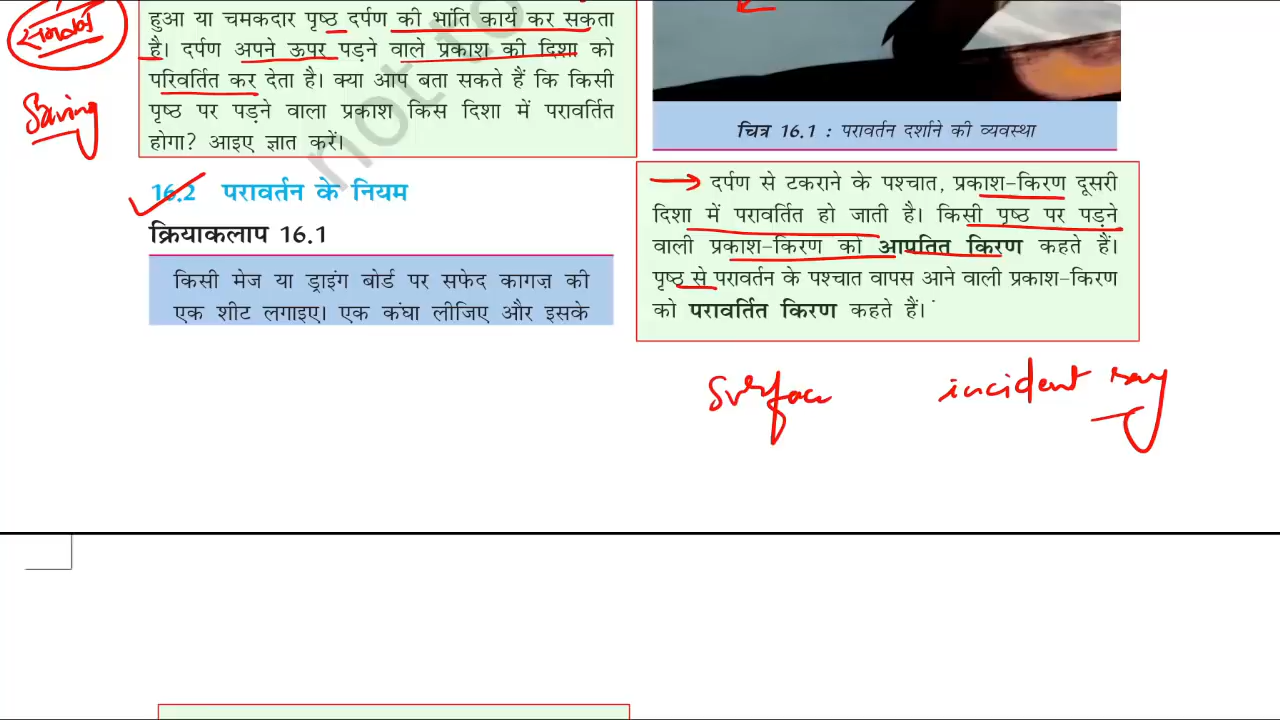 हुआ या चमकदार पृष्ठ दर्पण की भांति कार्य कर सकता
है। दर्पण अपने ऊपर पड़ने वाले प्रकाश की दिशा को
परिवर्तित कर देता है। क्या आप बता सकते हैं कि किसी
पृष्ठ पर पड़ने वाला प्रकाश किस दिशा में परावर्तित
होगा? आइए ज्ञात करें।
16.2 परावर्तन के नियम
क्रियाकलाप 16.1
किसी मेज या ड्राइंग बोर्ड पर सफेद कागज़ की
एक शीट लगाइए। एक कंघा लीजिए और इसके
not to
चित्र 16.1 : परावर्तन दर्शाने की व्यवस्था
दर्पण से टकराने के पश्चात, प्रकाश-किरण दूसरी
दिशा में परावर्तित हो जाती है। किसी पृष्ठ पर पड़ने
वाली प्रकाश-किरण को आपतित किरण कहते हैं।
पृष्ठ से परावर्तन के पश्चात वापस आने वाली प्रकाश-किरण
को परावर्तित किरण कहते हैं।
surface incident ray